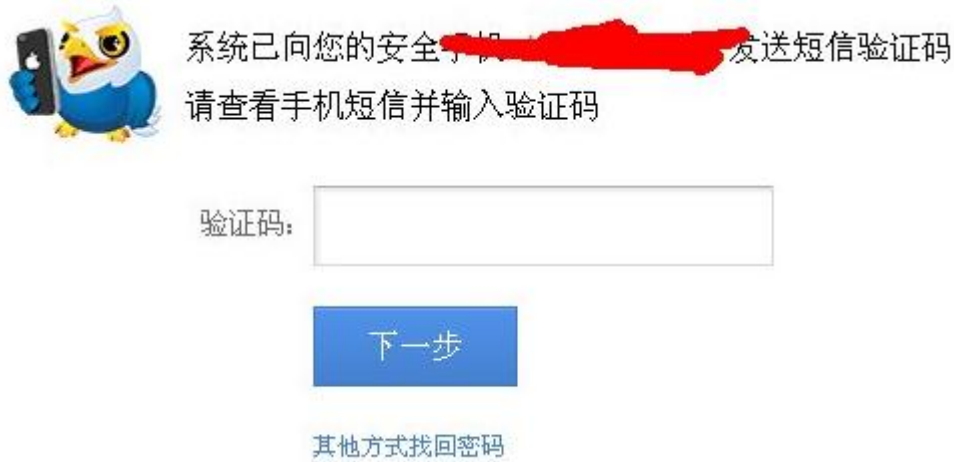 系统已向您的安全手机 发送短信验证码
请查看手机短信并输入验证码
验证码：
下一步
其他方式找回密码